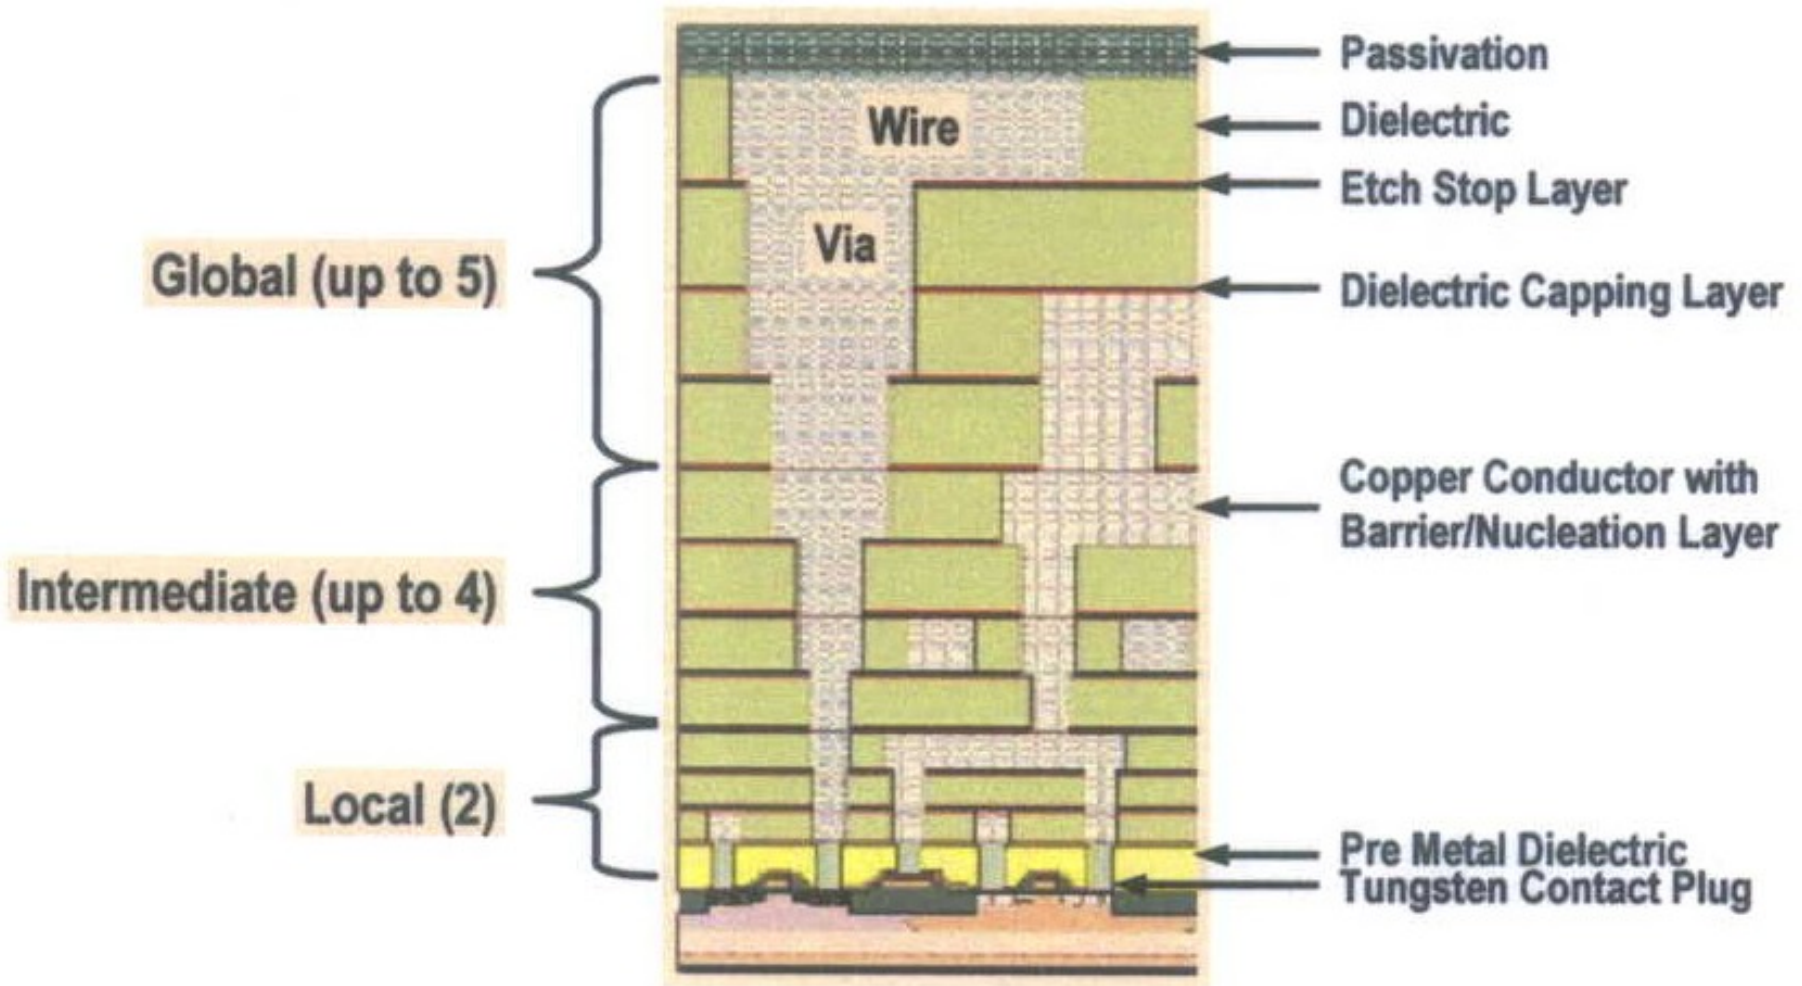 Passivation
Wire
Dielectric
Etch Stop Layer
Via
Global (up to 5)
Dielectric Capping Layer
Copper Conductor with
Barrier/Nucleation Layer
Intermediate (up to 4)
Local (2)
Pre Metal Dielectric
Tungsten Contact Plug